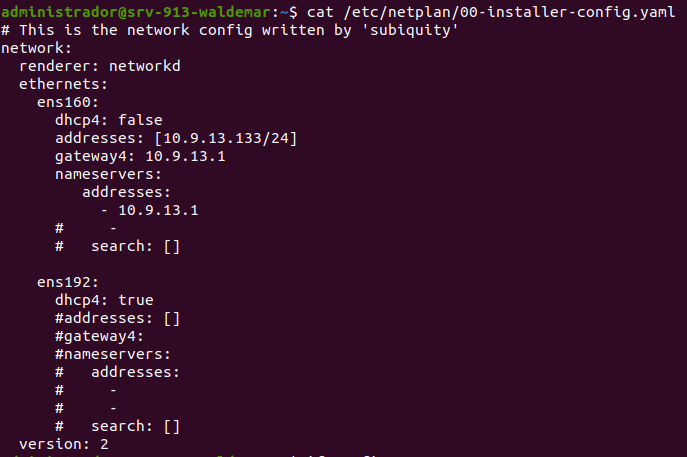 administrador@srv-913-waldemar:~$ cat /etc/netplan/00-installer-config.yaml
# This is the network config written by 'subiquity'
network:
  renderer: networkd
  ethernets:
    ens160:
      dhcp4: false
      addresses: [10.9.13.133/24]
      gateway4: 10.9.13.1
      nameservers:
         addresses:
           - 10.9.13.1
      #     -
      #   search: []

    ens192:
      dhcp4: true
      #addresses: []
      #gateway4:
      #nameservers:
      #   addresses:
      #     -
      #     -
      #   search: []
  version: 2